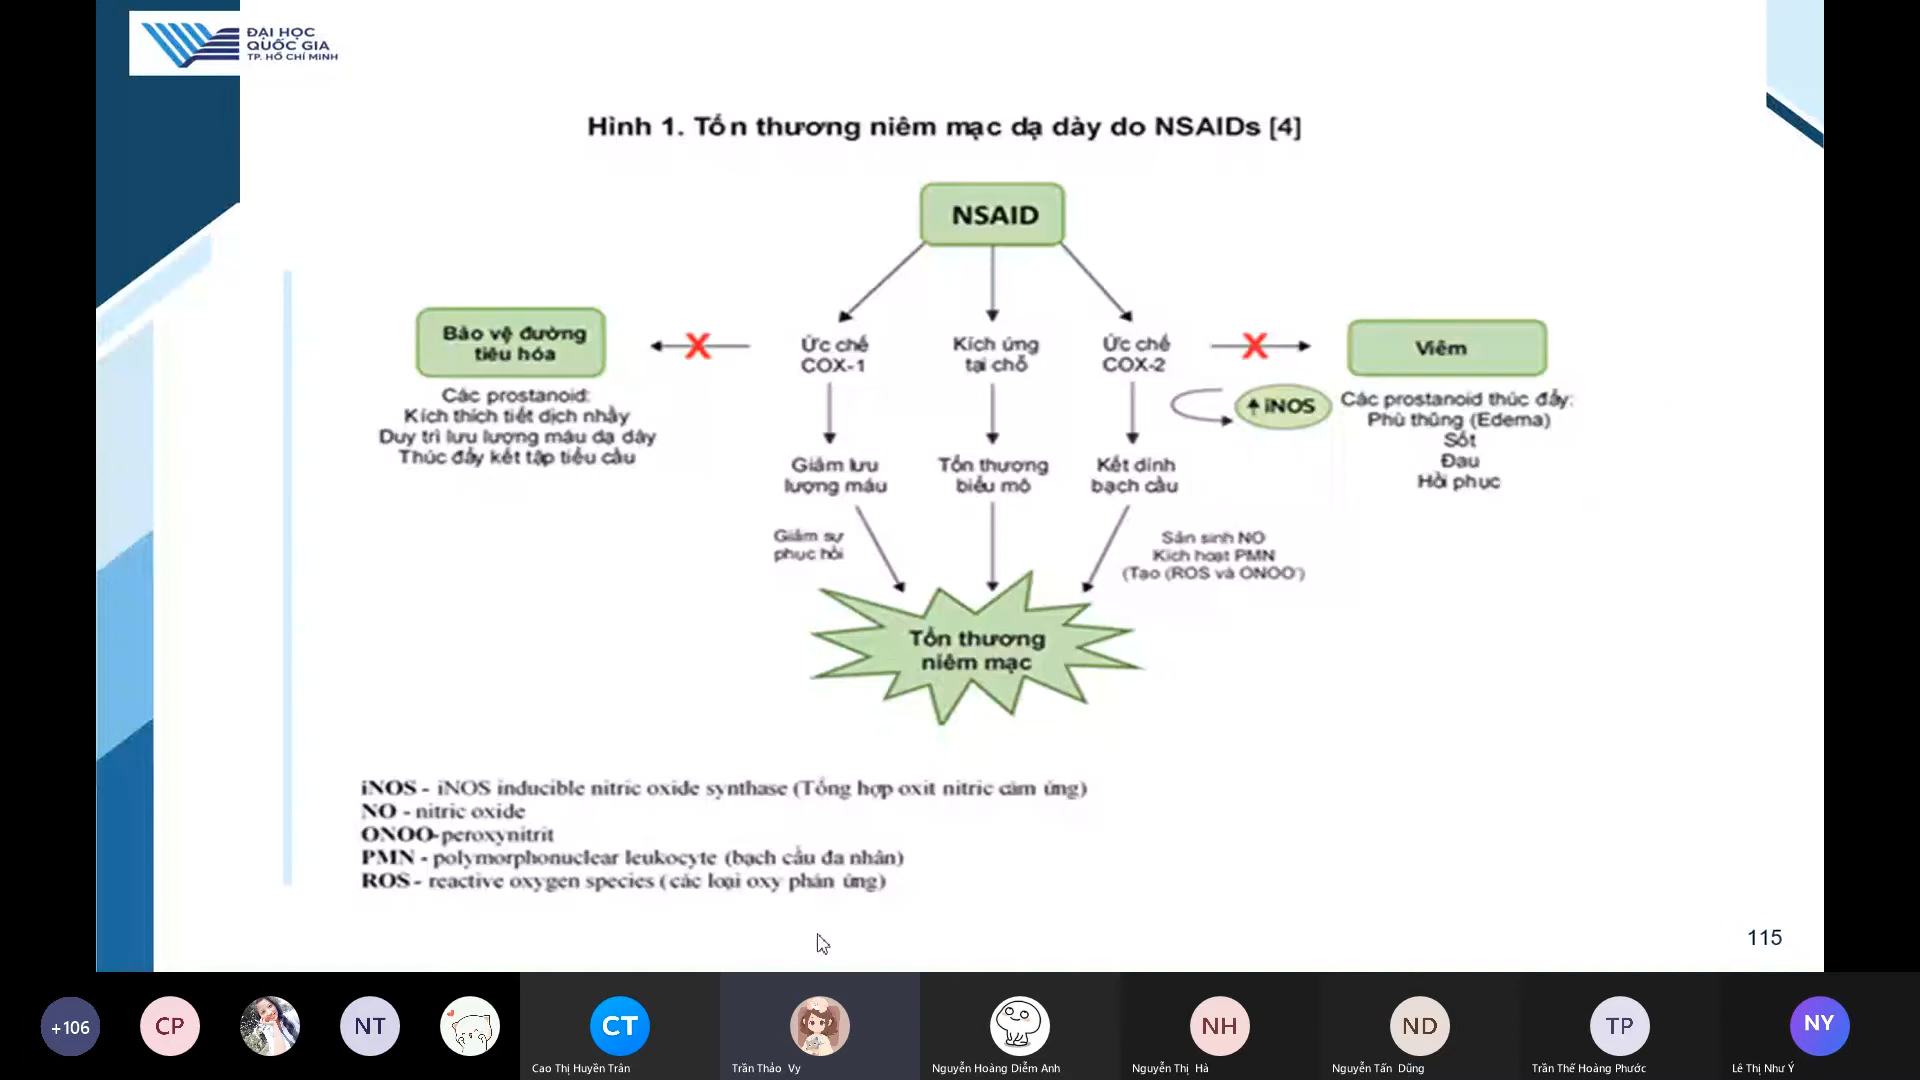 ĐẠI HỌC
QUỐC GIA
TP. HỒ CHÍ MINH
Hình 1. Tổn thương niêm mạc dạ dày do NSAIDs [4]
NSAID
Bảo vệ đường
tiêu hóa
Các prostanoid:
Kích thích tiết dịch nhầy
Duy trì lưu lượng máu dạ dày
Thúc đẩy kết tập tiểu cầu
X
Ức chế
COX-1
Kích ứng
tại chỗ
Ức chế
COX-2
X
Viêm
iNOS
Các prostanoid thúc đẩy:
Phù thũng (Edema)
Sốt
Đau
Hồi phục
Giảm lưu
lượng máu
Tổn thương
biểu mô
Kết dính
bạch cầu
Giảm sự
phục hồi
Sản sinh NO
Kích hoạt PMN
(Tạo (ROS và ONOO⁻)
Tổn thương
niêm mạc
iNOS - iNOS inducible nitric oxide synthase (Tổng hợp oxit nitric cảm ứng)
NO - nitric oxide
ONOO-peroxynitrit
PMN - polymorphonuclear leukocyte (bạch cầu đa nhân)
ROS - reactive oxygen species (các loại oxy phản ứng)
115
+106
CP
NT
CT
NH
ND
TP
NY
Cao Thị Huyền Trân
Trần Thảo Vy
Nguyễn Hoàng Diễm Anh
Nguyễn Thị Hà
Nguyễn Tấn Dũng
Trần Thế Hoàng Phước
Lê Thị Như Ý